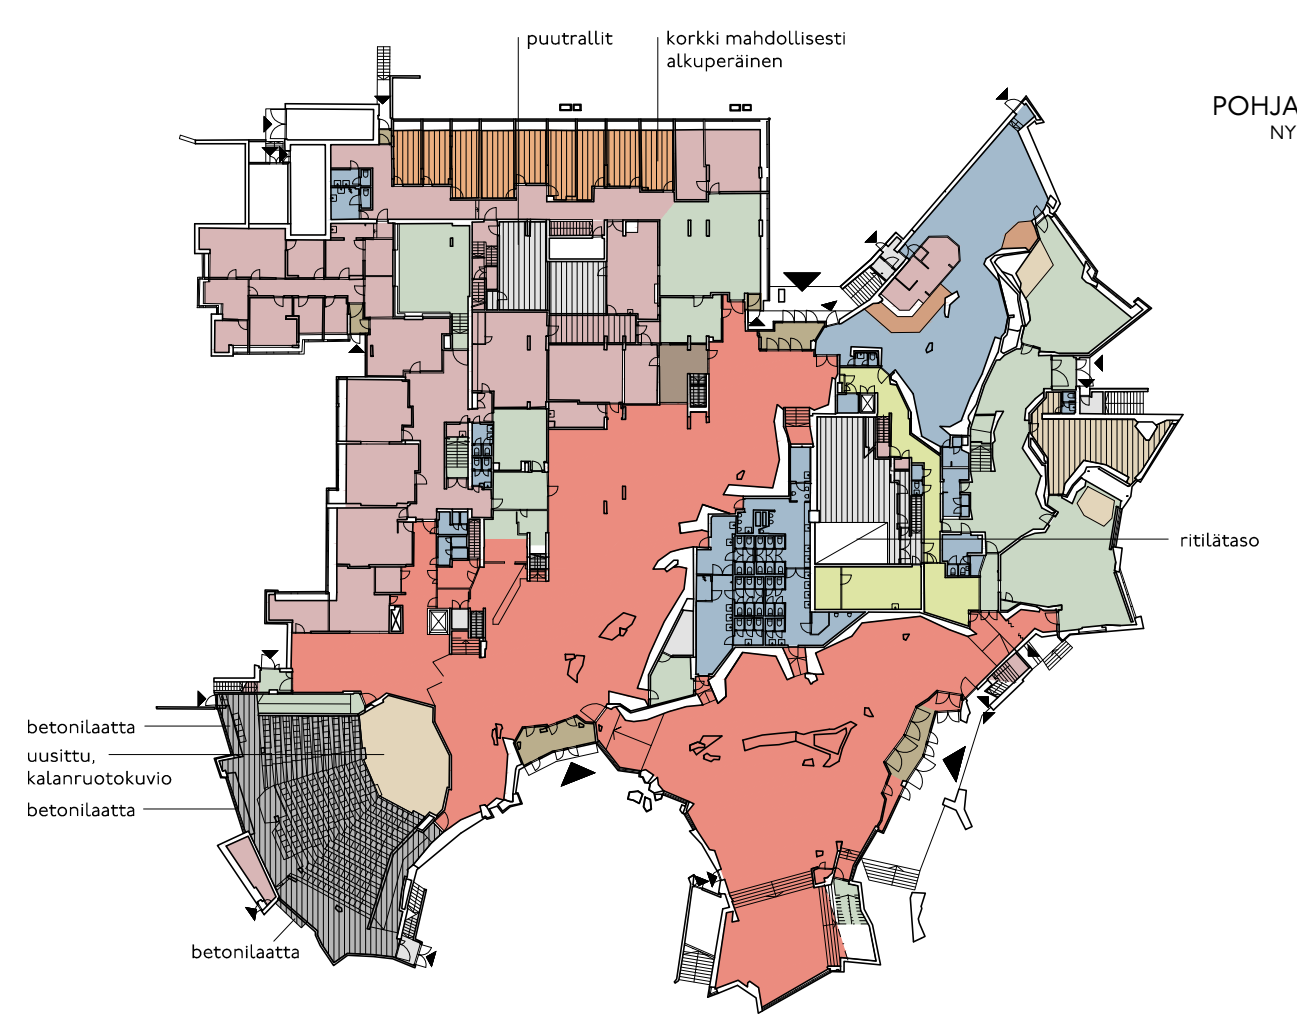 puutrallit
korkki mahdollisesti
alkuperäinen
POHJA
NY
ritilätaso
betonilaatta
uusittu,
kalanruotokuvio
betonilaatta
betonilaatta